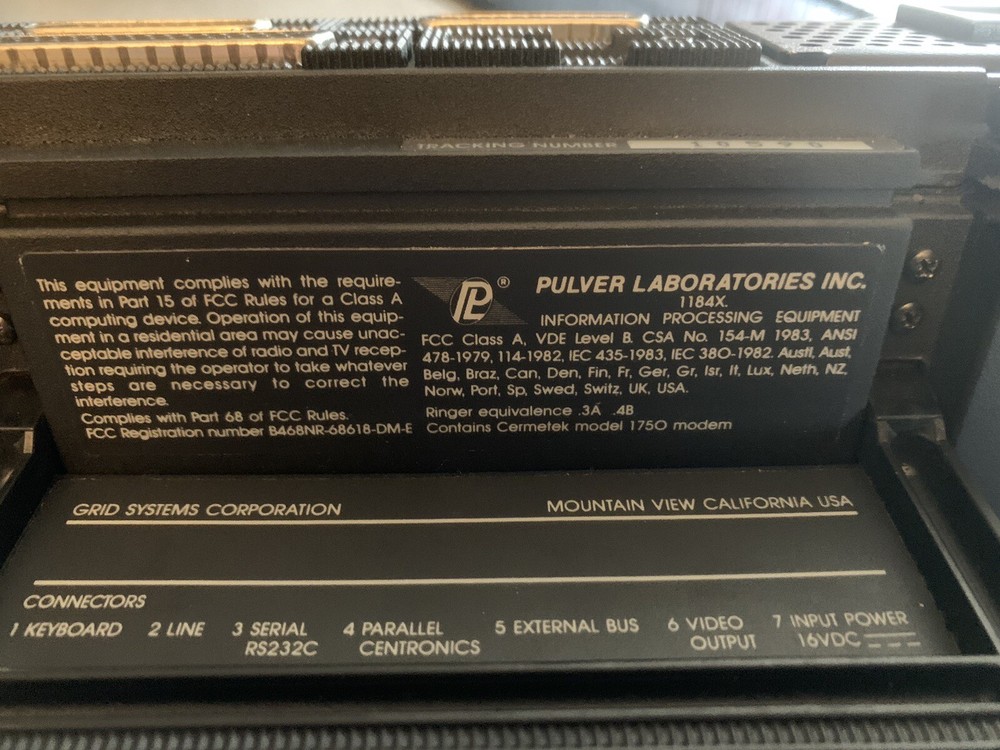 TRACKING NUMBER 10590
This equipment complies with the require-
ments in Part 15 of FCC Rules for a Class A
computing device. Operation of this equip-
ment in a residential area may cause unac-
ceptable interference of radio and TV recep-
tion requiring the operator to take whatever
steps are necessary to correct the
interference.
Complies with Part 68 of FCC Rules.
FCC Registration number B468NR-68618-DM-E
PULVER LABORATORIES INC.
1184X.
INFORMATION PROCESSING EQUIPMENT
FCC Class A, VDE Level B. CSA No. 154-M 1983, ANSI
478-1979, 114-1982, IEC 435-1983, IEC 380-1982. Austl, Aust,
Belg, Braz, Can, Den, Fin, Fr, Ger, Gr, Isr, It, Lux, Neth, NZ,
Norw, Port, Sp, Swed, Switz, UK, USA.
Ringer equivalence .3A .4B
Contains Cermetek model 1750 modem
GRID SYSTEMS CORPORATION MOUNTAIN VIEW CALIFORNIA USA
CONNECTORS
1 KEYBOARD 2 LINE 3 SERIAL 4 PARALLEL 5 EXTERNAL BUS 6 VIDEO 7 INPUT POWER
RS232C CENTRONICS OUTPUT 16VDC